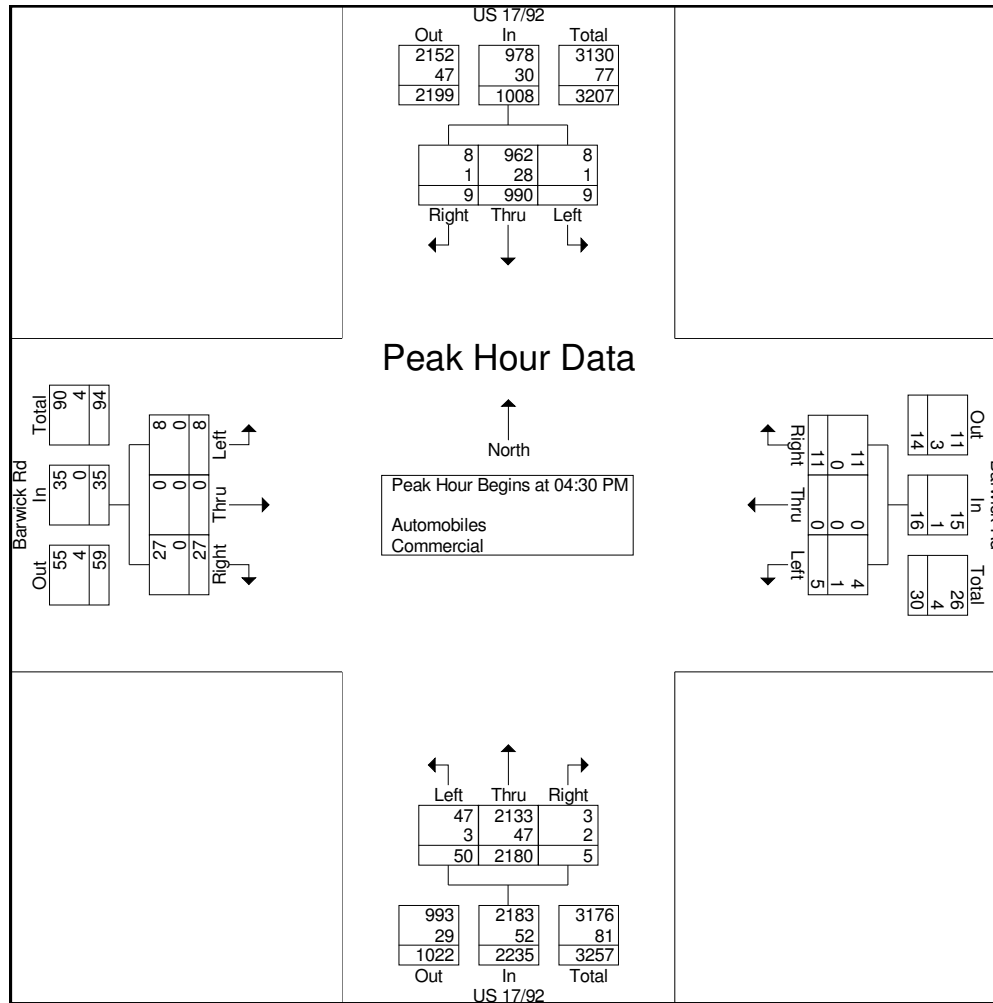 US 17/92
Out In Total
2152 978 3130
47 30 77
2199 1008 3207
8 962 8
1 28 1
9 990 9
Right Thru Left
Peak Hour Data
North
Peak Hour Begins at 04:30 PM
Automobiles
Commercial
Barwick Rd
Out In Total
55 35 90
4 0 4
59 35 94
27 0 8
0 0 0
27 0 8
Right Thru Left
Out In Total
11 15 26
3 1 4
14 16 30
11 0 4
0 0 1
11 0 5
Right Thru Left
Left Thru Right
47 2133 3
3 47 2
50 2180 5
993 2183 3176
29 52 81
1022 2235 3257
Out In Total
US 17/92